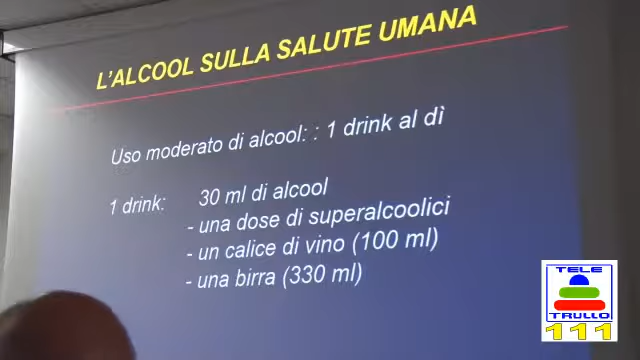 L'ALCOOL SULLA SALUTE UMANA
Uso moderato di alcool: : 1 drink al dì
1 drink: 30 ml di alcool
- una dose di superalcoolici
- un calice di vino (100 ml)
- una birra (330 ml)
TELE
TRULLO
111